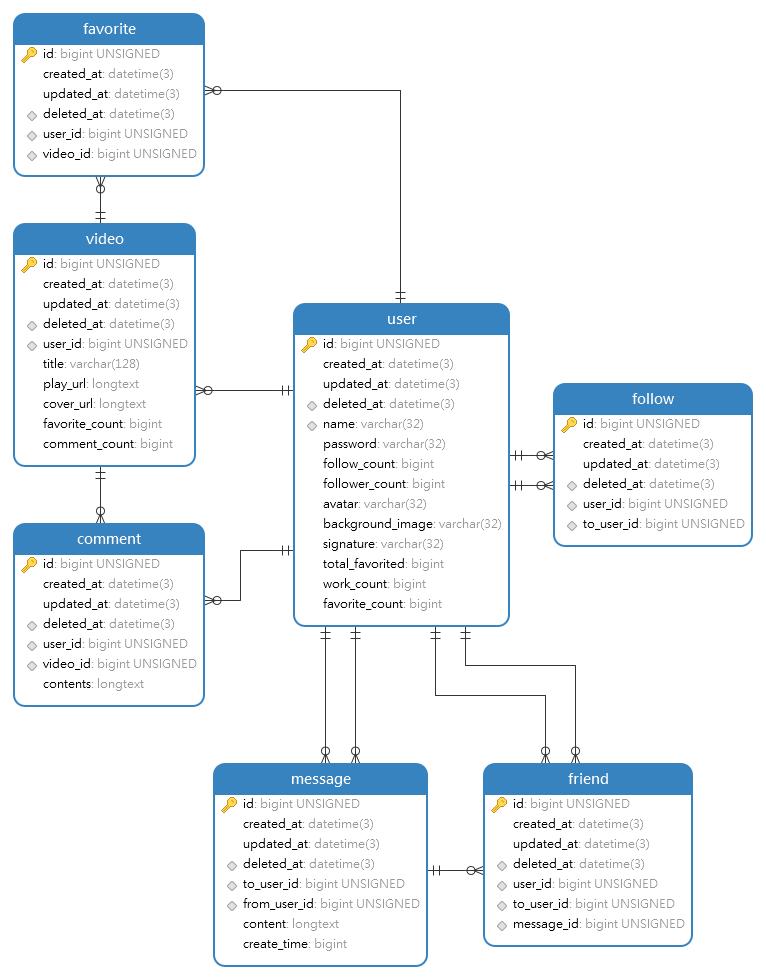 favorite
id: bigint UNSIGNED
created_at: datetime(3)
updated_at: datetime(3)
deleted_at: datetime(3)
user_id: bigint UNSIGNED
video_id: bigint UNSIGNED
video
id: bigint UNSIGNED
created_at: datetime(3)
updated_at: datetime(3)
deleted_at: datetime(3)
user_id: bigint UNSIGNED
title: varchar(128)
play_url: longtext
cover_url: longtext
favorite_count: bigint
comment_count: bigint
user
id: bigint UNSIGNED
created_at: datetime(3)
updated_at: datetime(3)
deleted_at: datetime(3)
name: varchar(32)
password: varchar(32)
follow_count: bigint
follower_count: bigint
avatar: varchar(32)
background_image: varchar(32)
signature: varchar(32)
total_favorited: bigint
work_count: bigint
favorite_count: bigint
follow
id: bigint UNSIGNED
created_at: datetime(3)
updated_at: datetime(3)
deleted_at: datetime(3)
user_id: bigint UNSIGNED
to_user_id: bigint UNSIGNED
comment
id: bigint UNSIGNED
created_at: datetime(3)
updated_at: datetime(3)
deleted_at: datetime(3)
user_id: bigint UNSIGNED
video_id: bigint UNSIGNED
contents: longtext
message
id: bigint UNSIGNED
created_at: datetime(3)
updated_at: datetime(3)
deleted_at: datetime(3)
to_user_id: bigint UNSIGNED
from_user_id: bigint UNSIGNED
content: longtext
create_time: bigint
friend
id: bigint UNSIGNED
created_at: datetime(3)
updated_at: datetime(3)
deleted_at: datetime(3)
user_id: bigint UNSIGNED
to_user_id: bigint UNSIGNED
message_id: bigint UNSIGNED